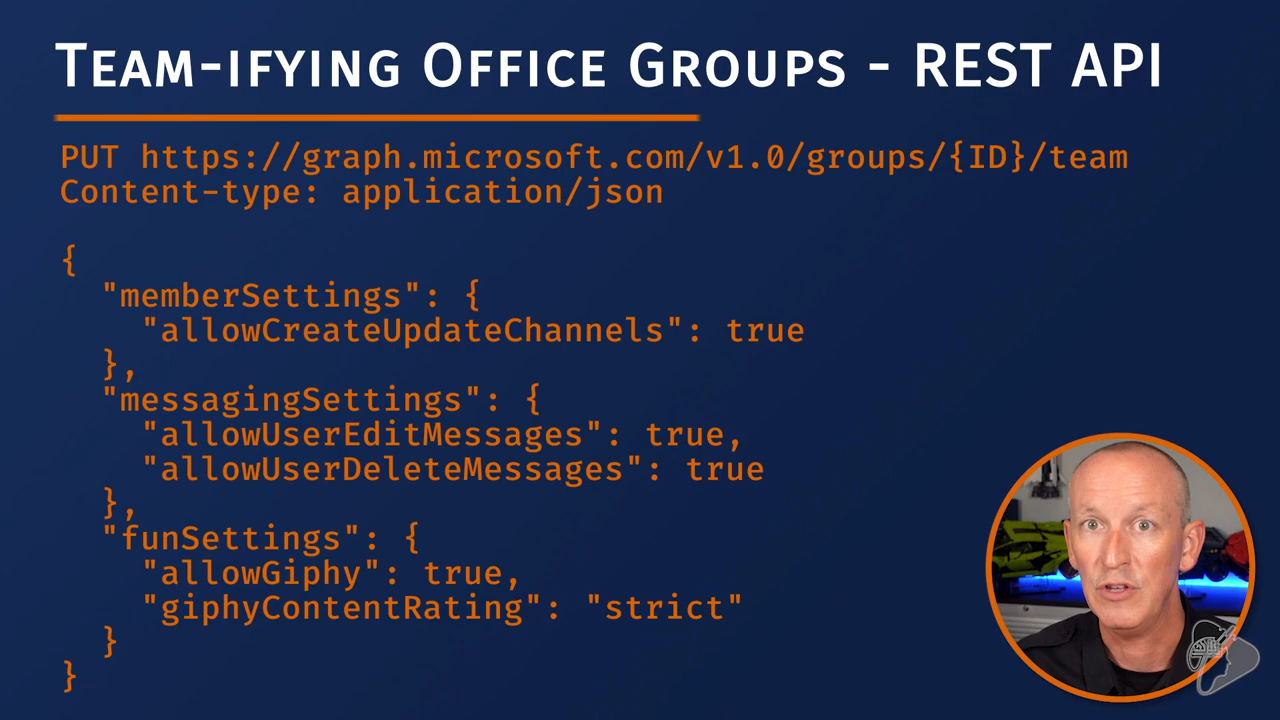 Team-ifying Office Groups - REST API
PUT https://graph.microsoft.com/v1.0/groups/{ID}/team
Content-type: application/json
{
"memberSettings": {
"allowCreateUpdateChannels": true
},
"messagingSettings": {
"allowUserEditMessages": true,
"allowUserDeleteMessages": true
},
"funSettings": {
"allowGiphy": true,
"giphyContentRating": "strict"
}
}